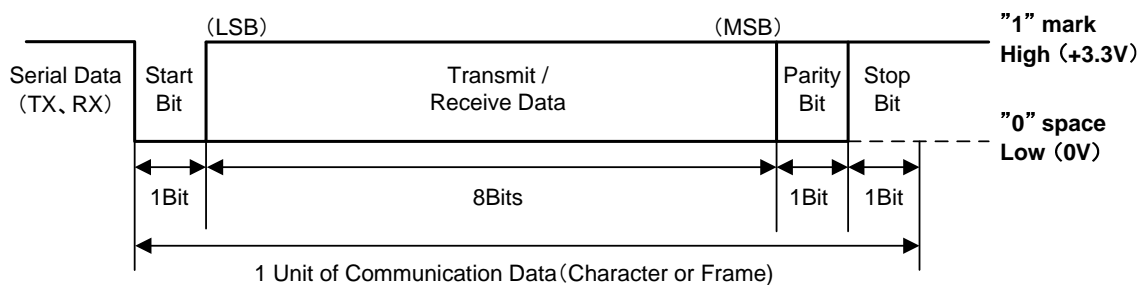 (LSB)
(MSB)
”1” mark
High（+3.3V）
Serial Data
（TX、RX）
Start
Bit
Transmit /
Receive Data
Parity
Bit
Stop
Bit
”0” space
Low（0V）
1Bit
8Bits
1Bit
1Bit
1 Unit of Communication Data（Character or Frame)